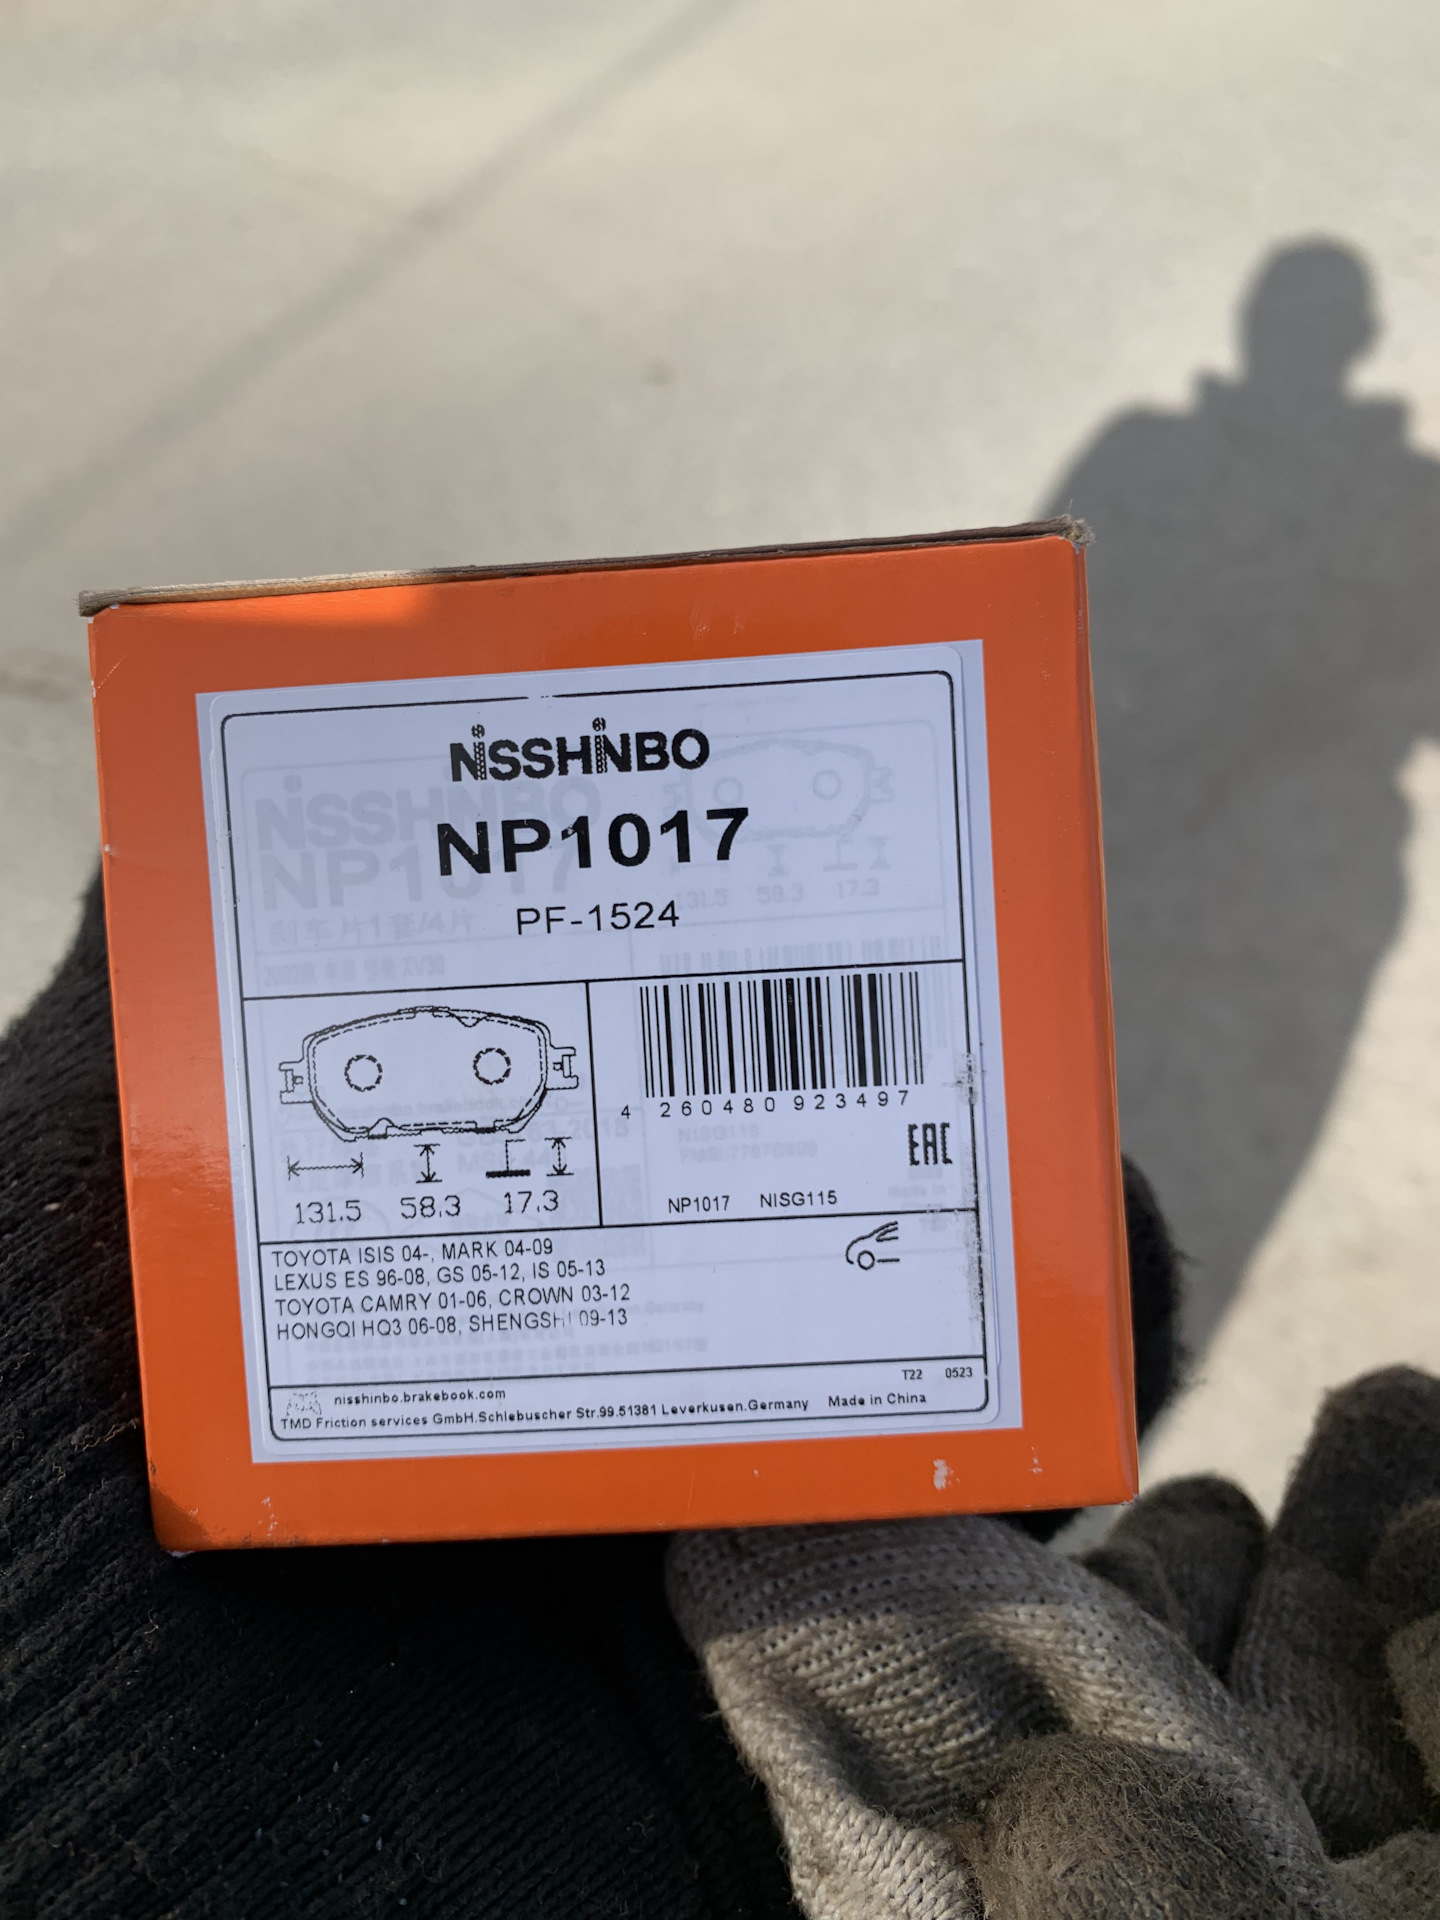 NiSSHiNBO
NP1017
PF-1524
131.5 58.3 17.3
4 260480 923497
EAC
NP1017 NISG115
TOYOTA ISIS 04-, MARK 04-09
LEXUS ES 96-08, GS 05-12, IS 05-13
TOYOTA CAMRY 01-06, CROWN 03-12
HONGQI HQ3 06-08, SHENGSHI 09-13
T22 0523
nisshinbo.brakebook.com
TMD Friction services GmbH.Schlebuscher Str.99.51381 Leverkusen.Germany Made in China